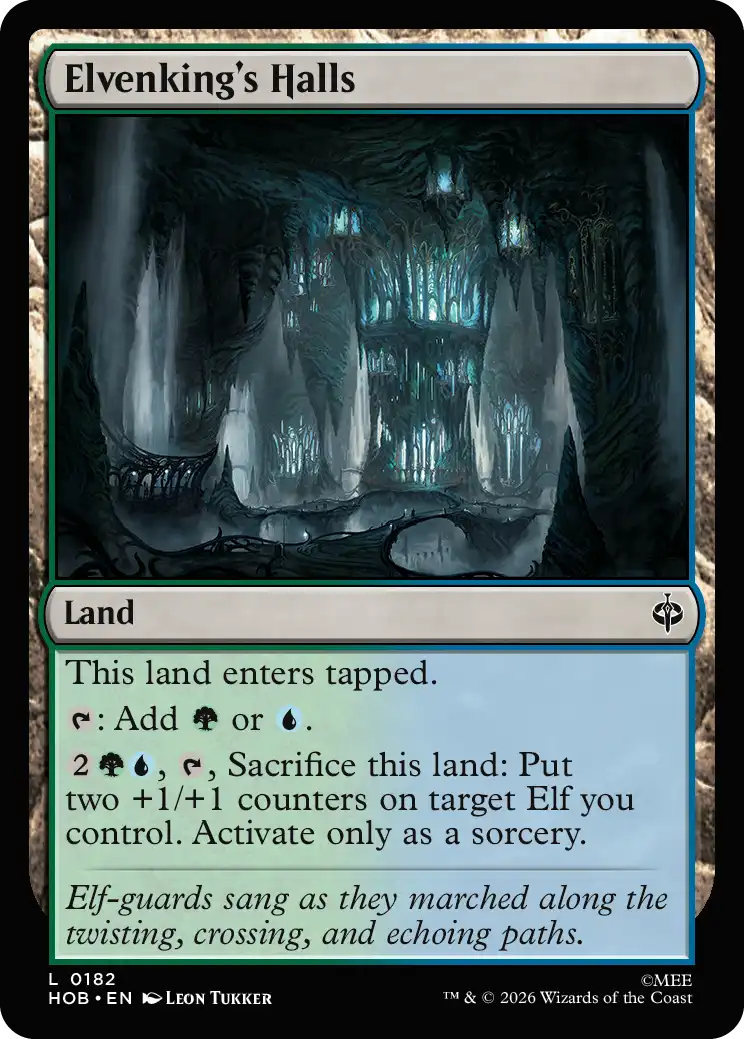 Elvenking's Halls
Land
This land enters tapped.
: Add or .
2 , , Sacrifice this land: Put
two +1/+1 counters on target Elf you
control. Activate only as a sorcery.
Elf-guards sang as they marched along the
twisting, crossing, and echoing paths.
L 0182
©MEE
HOB • EN Leon Tukker
™ & © 2026 Wizards of the Coast